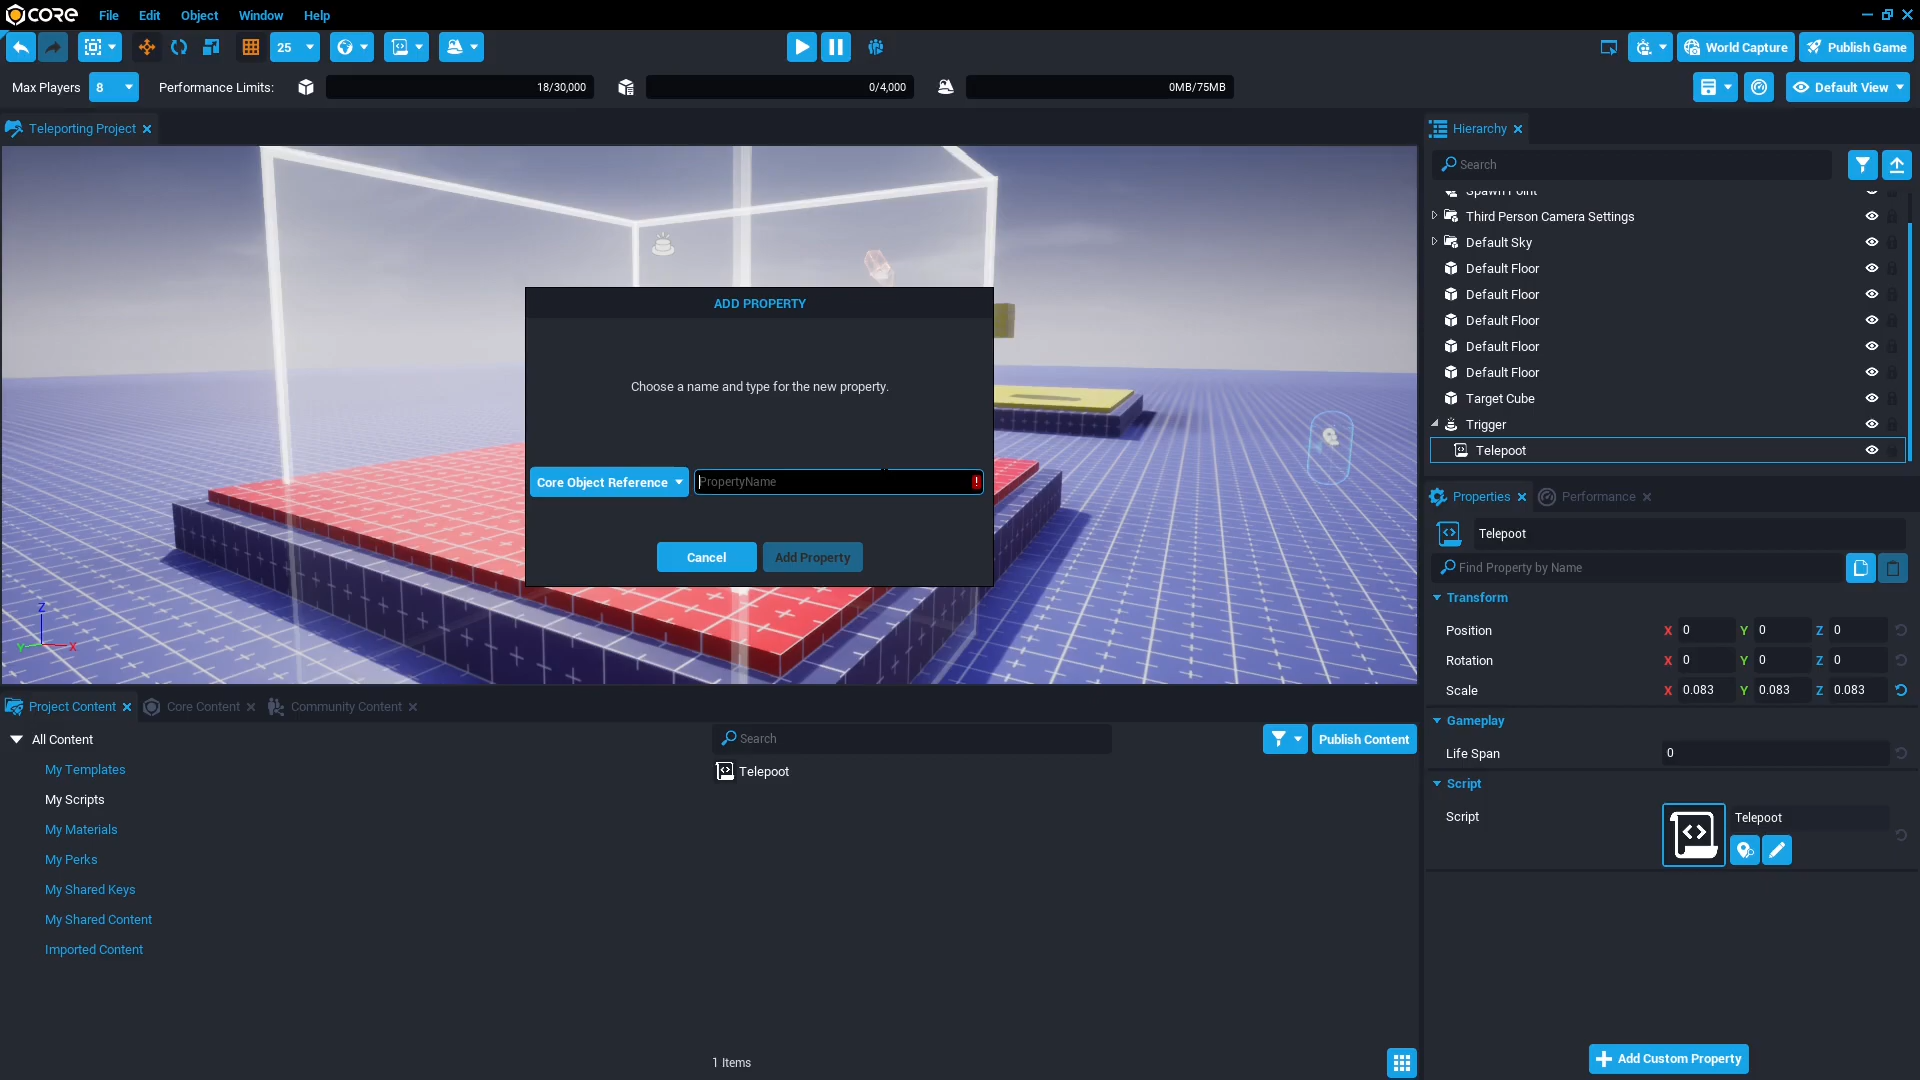 CORE
File Edit Object Window Help
25
World Capture
Publish Game
Max Players 8
Performance Limits:
18/30,000
0/4,000
0MB/75MB
Default View
Teleporting Project
Hierarchy
Search
Spawn Point
Third Person Camera Settings
Default Sky
Default Floor
Default Floor
Default Floor
Default Floor
Default Floor
Target Cube
Trigger
Telepoot
ADD PROPERTY
Choose a name and type for the new property.
Core Object Reference
PropertyName
!
Cancel
Add Property
Z
Y
X
Properties
Performance
Telepoot
Find Property by Name
Transform
Position X 0 Y 0 Z 0
Rotation X 0 Y 0 Z 0
Scale X 0.083 Y 0.083 Z 0.083
Gameplay
Life Span 0
Script
Script
Telepoot
Add Custom Property
Project Content
Core Content
Community Content
All Content
My Templates
My Scripts
My Materials
My Perks
My Shared Keys
My Shared Content
Imported Content
Search
Publish Content
Telepoot
1 Items